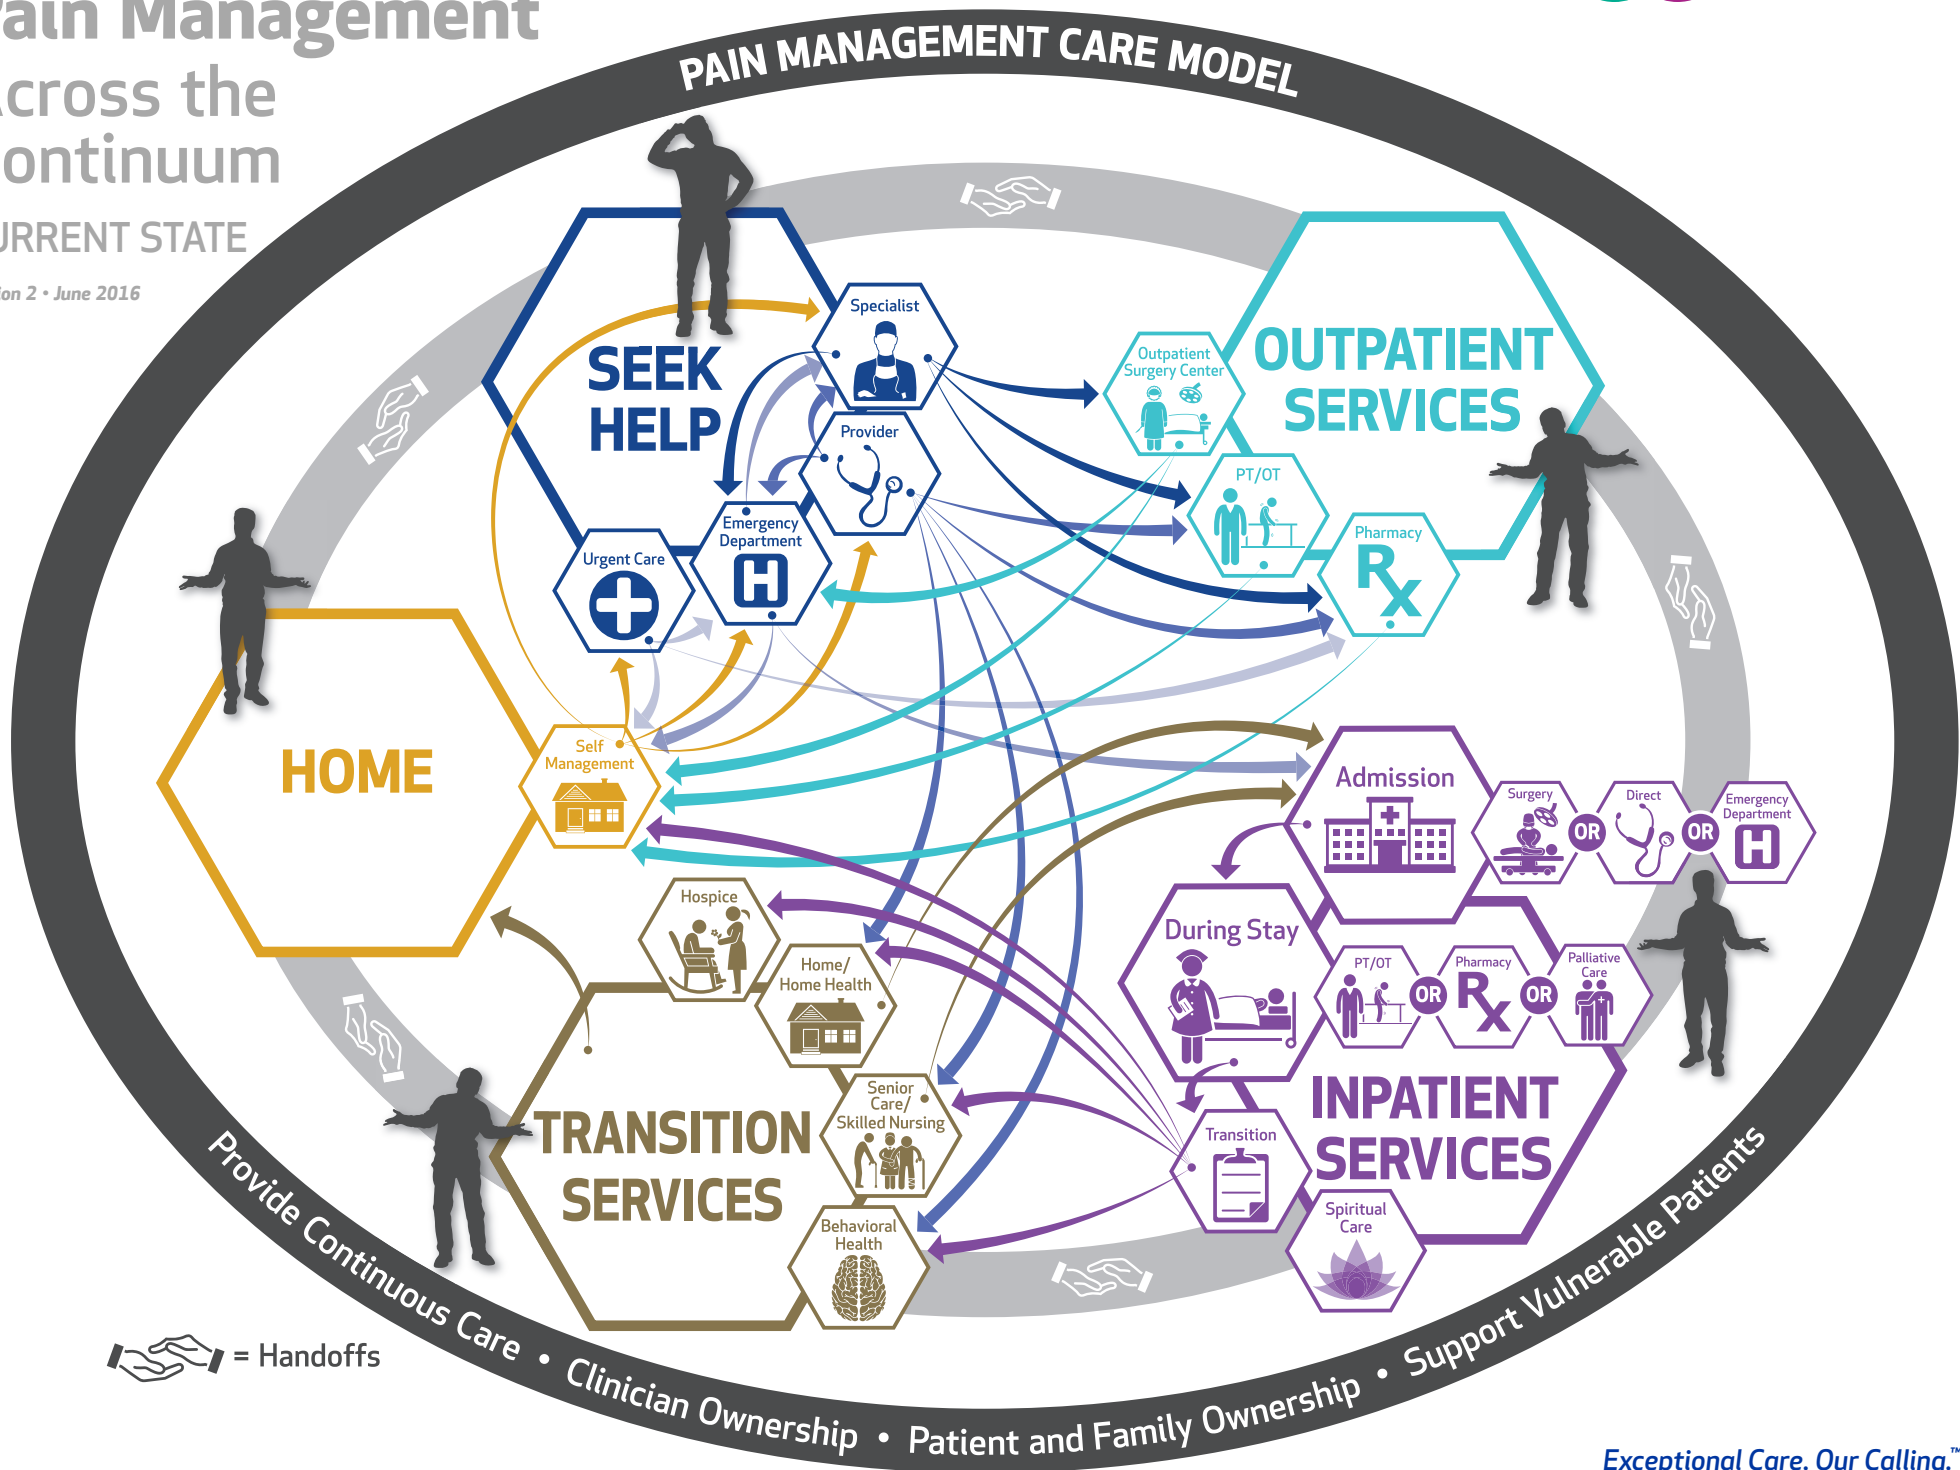 ain Management
cross the
ontinuum
URRENT STATE
ion 2 • June 2016
PAIN MANAGEMENT CARE MODEL
SEEK
HELP
Specialist
Provider
Emergency
Department
H
Urgent Care
OUTPATIENT
SERVICES
Outpatient
Surgery Center
PT/OT
Pharmacy
Rx
HOME
Self
Management
Admission
Surgery
OR
Direct
OR
Emergency
Department
H
During Stay
PT/OT
OR
Pharmacy
Rx
OR
Palliative
Care
INPATIENT
SERVICES
Transition
Spiritual
Care
Hospice
Home/
Home Health
Senior
Care/
Skilled Nursing
Behavioral
Health
TRANSITION
SERVICES
= Handoffs
Provide Continuous Care • Clinician Ownership • Patient and Family Ownership • Support Vulnerable Patients
Exceptional Care. Our Calling.™